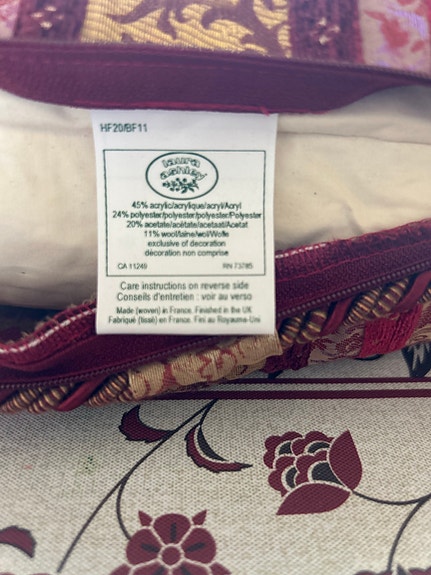 HF20/BF11
laura
ashley
45% acrylic/acrylique/acryl/Acryl
24% polyester/polyester/polyester/Polyester
20% acetate/acétate/acetaat/Acetat
11% wool/laine/wol/Wolle
exclusive of decoration
décoration non comprise
CA 11249 RN 73785
Care instructions on reverse side
Conseils d'entretien : voir au verso
Made (woven) in France. Finished in the UK
Fabriqué (tissé) en France. Fini au Royaume-Uni